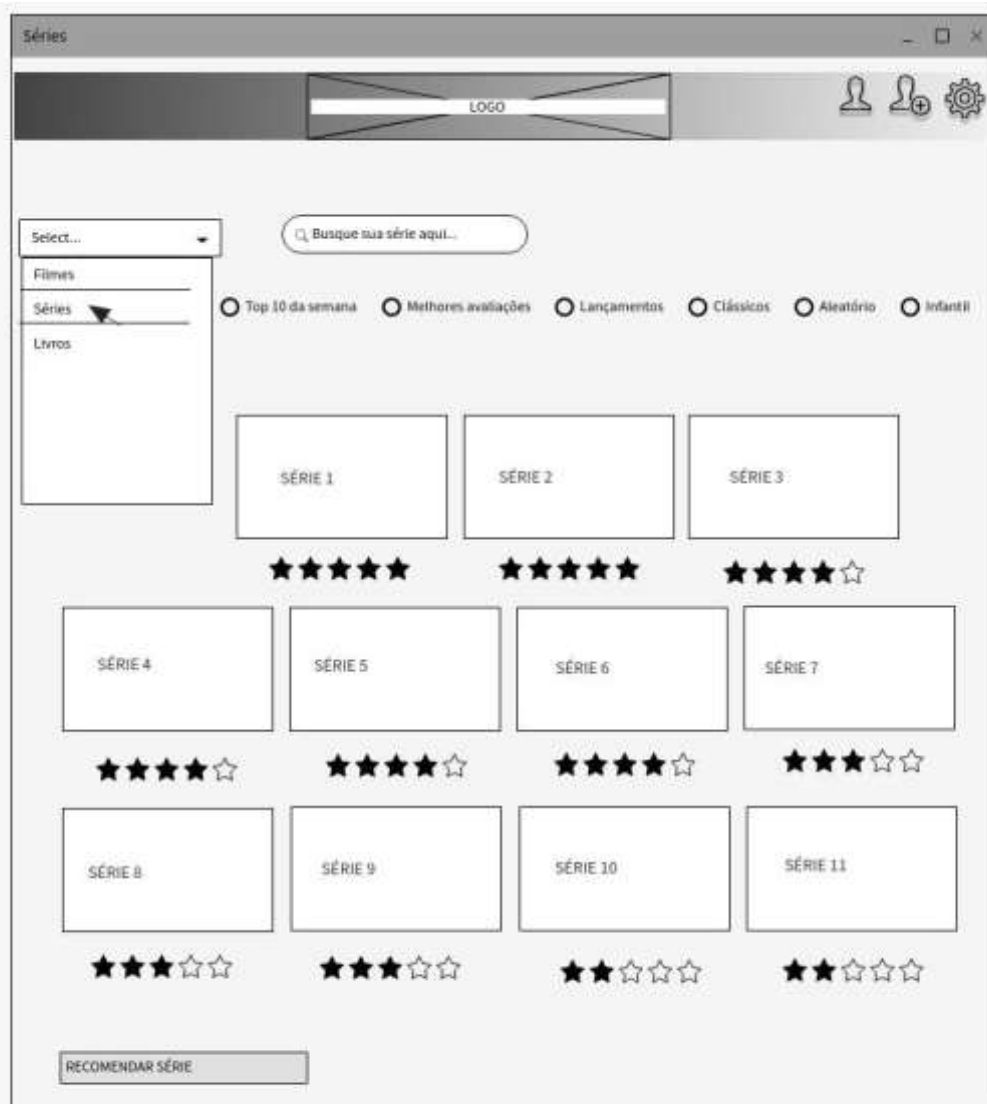 Séries
LOGO
Select...
Busque sua série aqui...
Filmes
Séries
Top 10 da semana Melhores avaliações Lançamentos Clássicos Aleatório Infantil
Livros
SÉRIE 1 SÉRIE 2 SÉRIE 3
SÉRIE 4 SÉRIE 5 SÉRIE 6 SÉRIE 7
SÉRIE 8 SÉRIE 9 SÉRIE 10 SÉRIE 11
RECOMENDAR SÉRIE